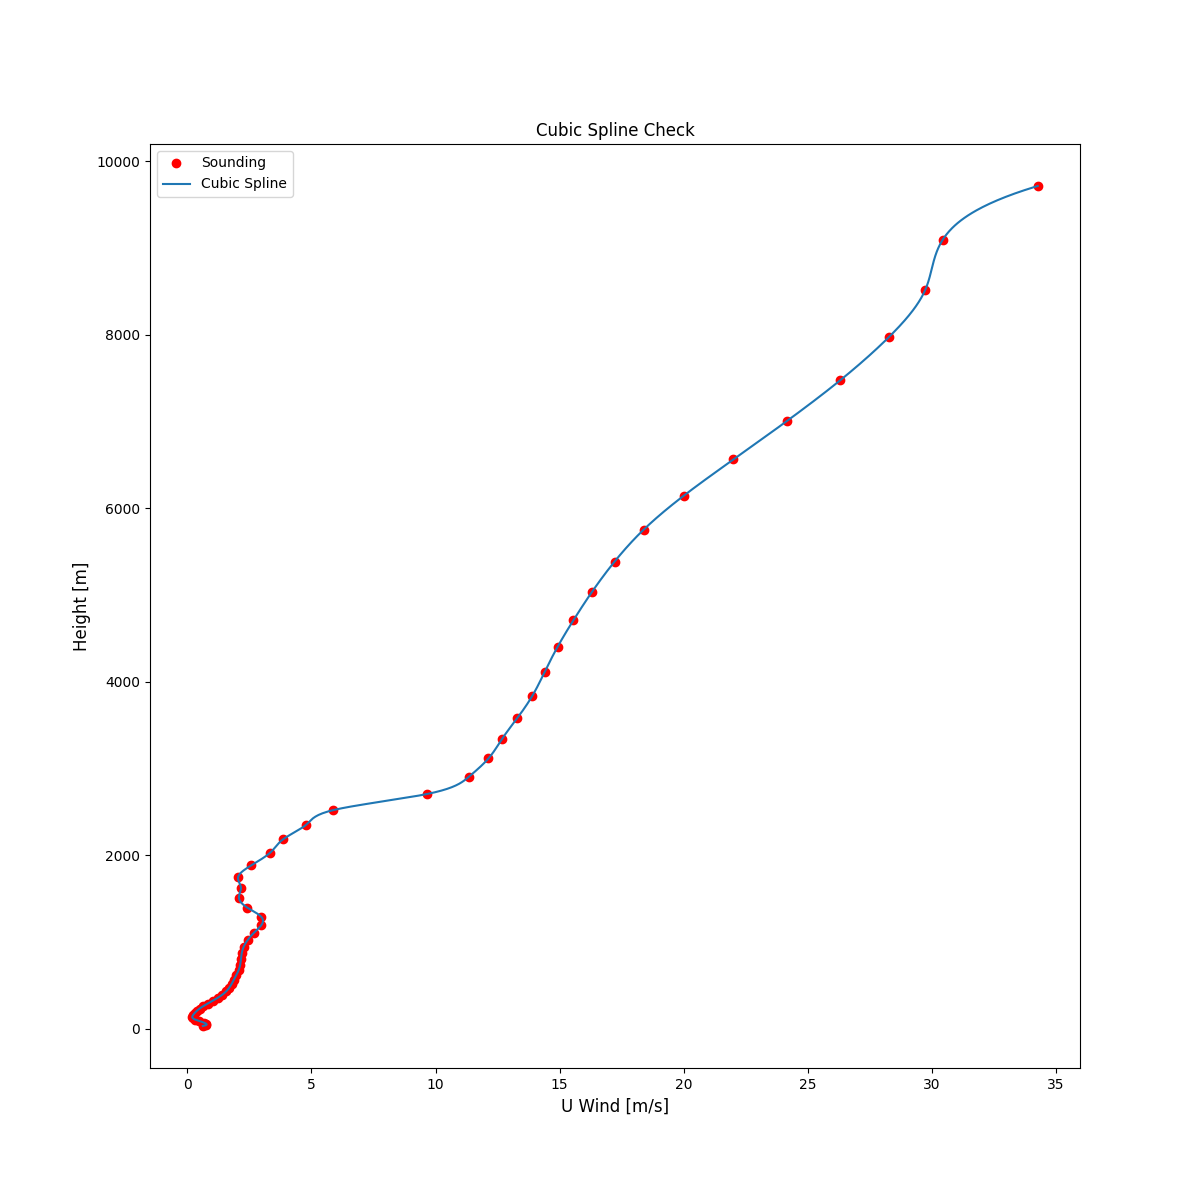 Cubic Spline Check
Sounding
Cubic Spline
10000
8000
6000
4000
2000
0
Height [m]
0 5 10 15 20 25 30 35
U Wind [m/s]